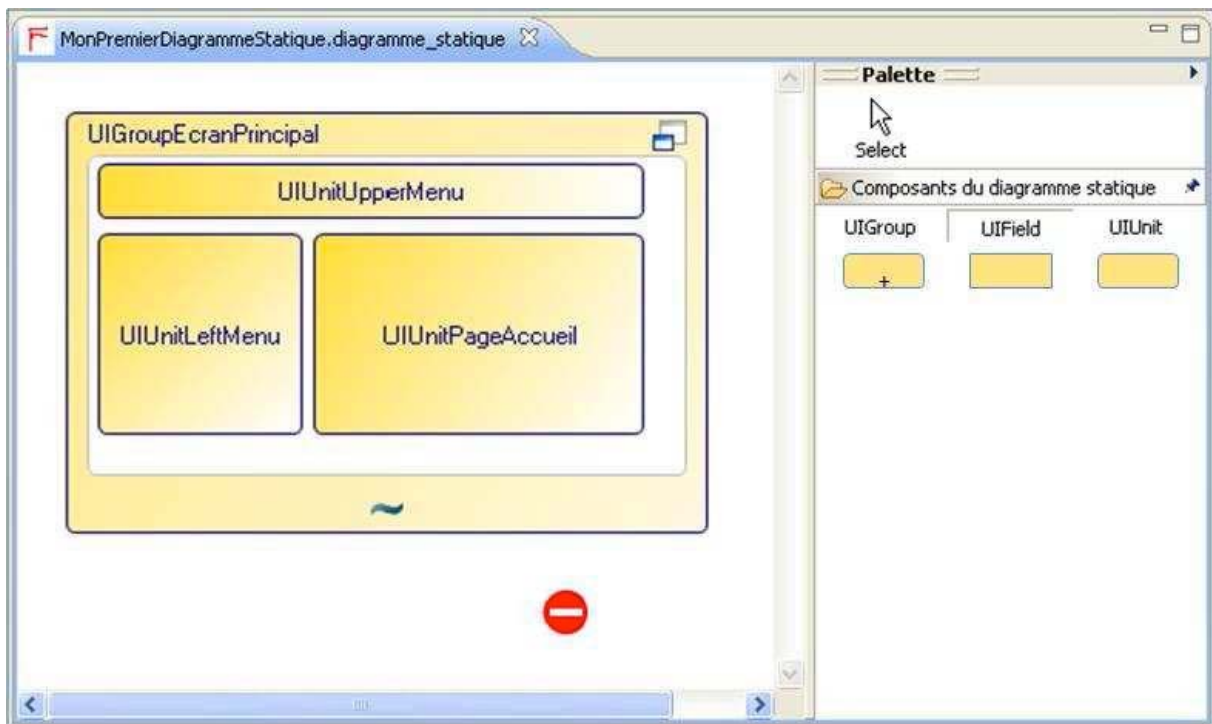 MonPremierDiagrammeStatique.diagramme_statique
Palette
Select
Composants du diagramme statique
UIGroup UIField UIUnit
+
UIGroupEcranPrincipal
UIUnitUpperMenu
UIUnitLeftMenu
UIUnitPageAccueil